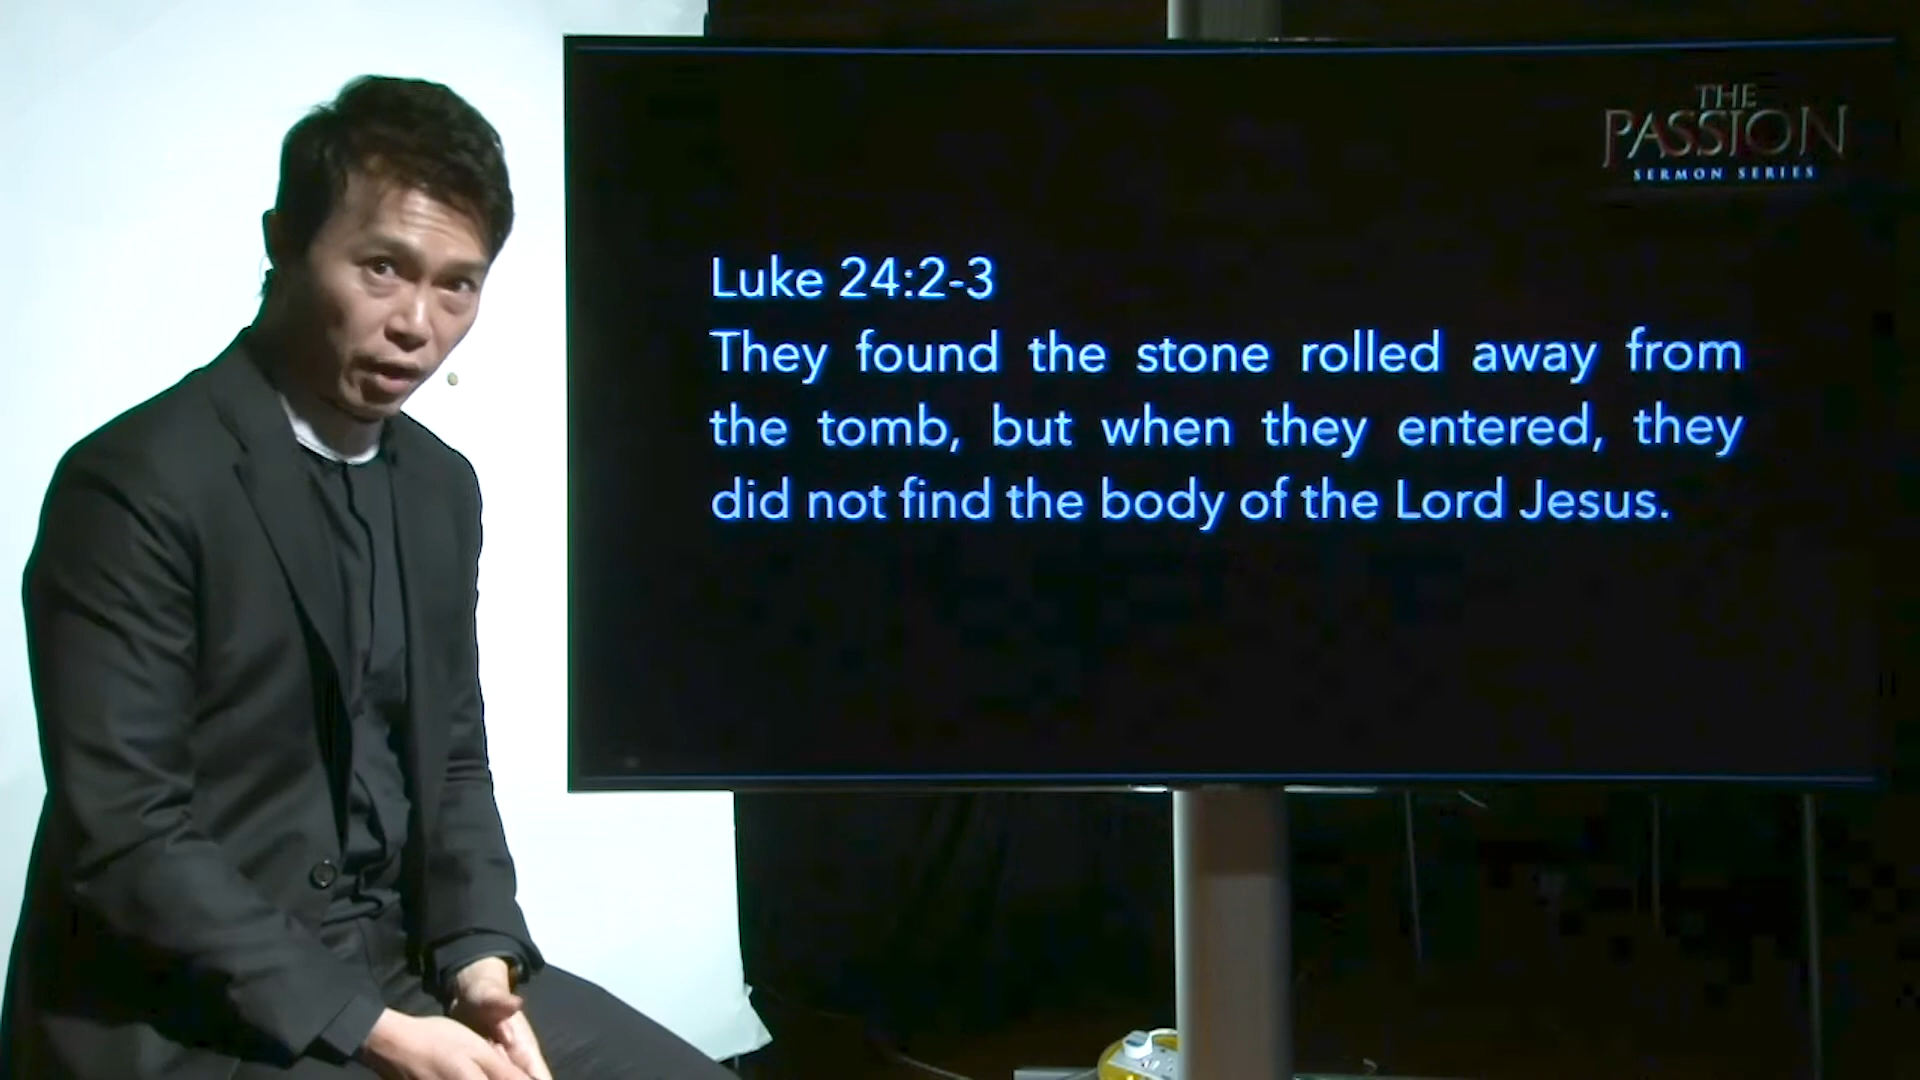 THE
PASSION
SERMON SERIES
Luke 24:2-3
They found the stone rolled away from
the tomb, but when they entered, they
did not find the body of the Lord Jesus.